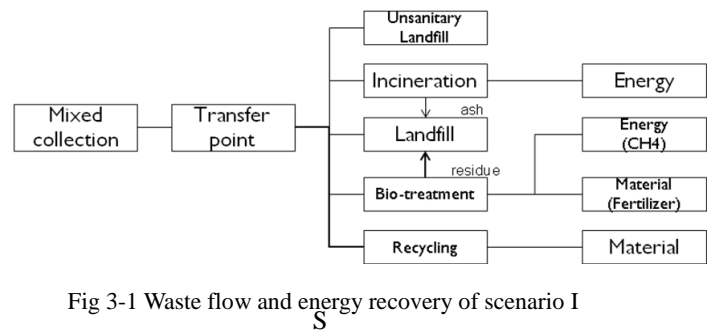 Unsanitary
Landfill
Incineration
Energy
ash
Mixed
collection
Transfer
point
Landfill
Energy
(CH4)
residue
Bio-treatment
Material
(Fertilizer)
Recycling
Material
Fig 3-1 Waste flow and energy recovery of scenario I
S